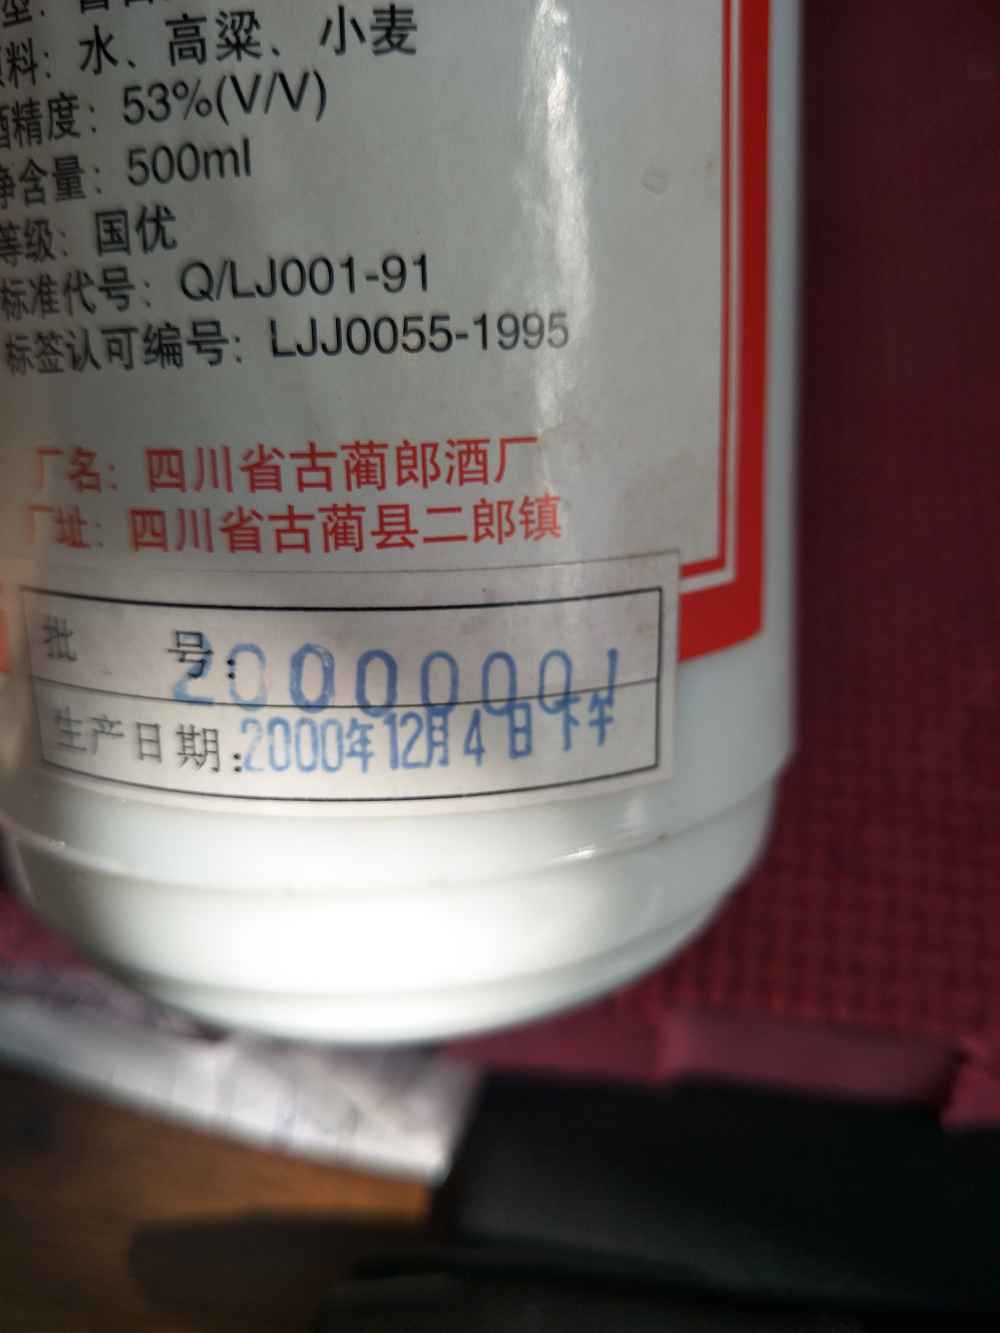 型：
原料：水、高粱、小麦
酒精度：53%(V/V)
净含量：500ml
等级：国优
标准代号：Q/LJ001-91
标签认可编号：LJJ0055-1995
厂名：四川省古蔺郎酒厂
厂址：四川省古蔺县二郎镇
批 号：20000001
生产日期：2000年12月4日下午